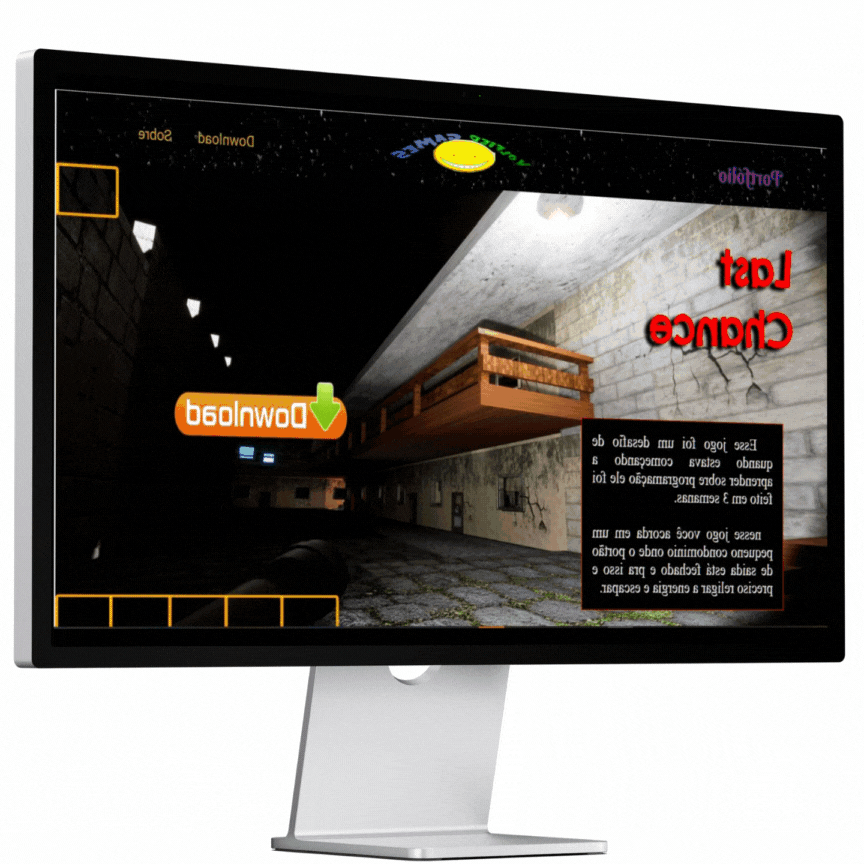 Portfólio
GAMES
Download Sobre
Last
Chance
Download
Esse jogo foi um desafio de
quando estava começando a
aprender sobre programação ele foi
feito em 3 semanas.
nesse jogo você acorda em um
pequeno condomínio onde o portão
de saida está fechado e pra isso e
preciso religar a energia e escapar.